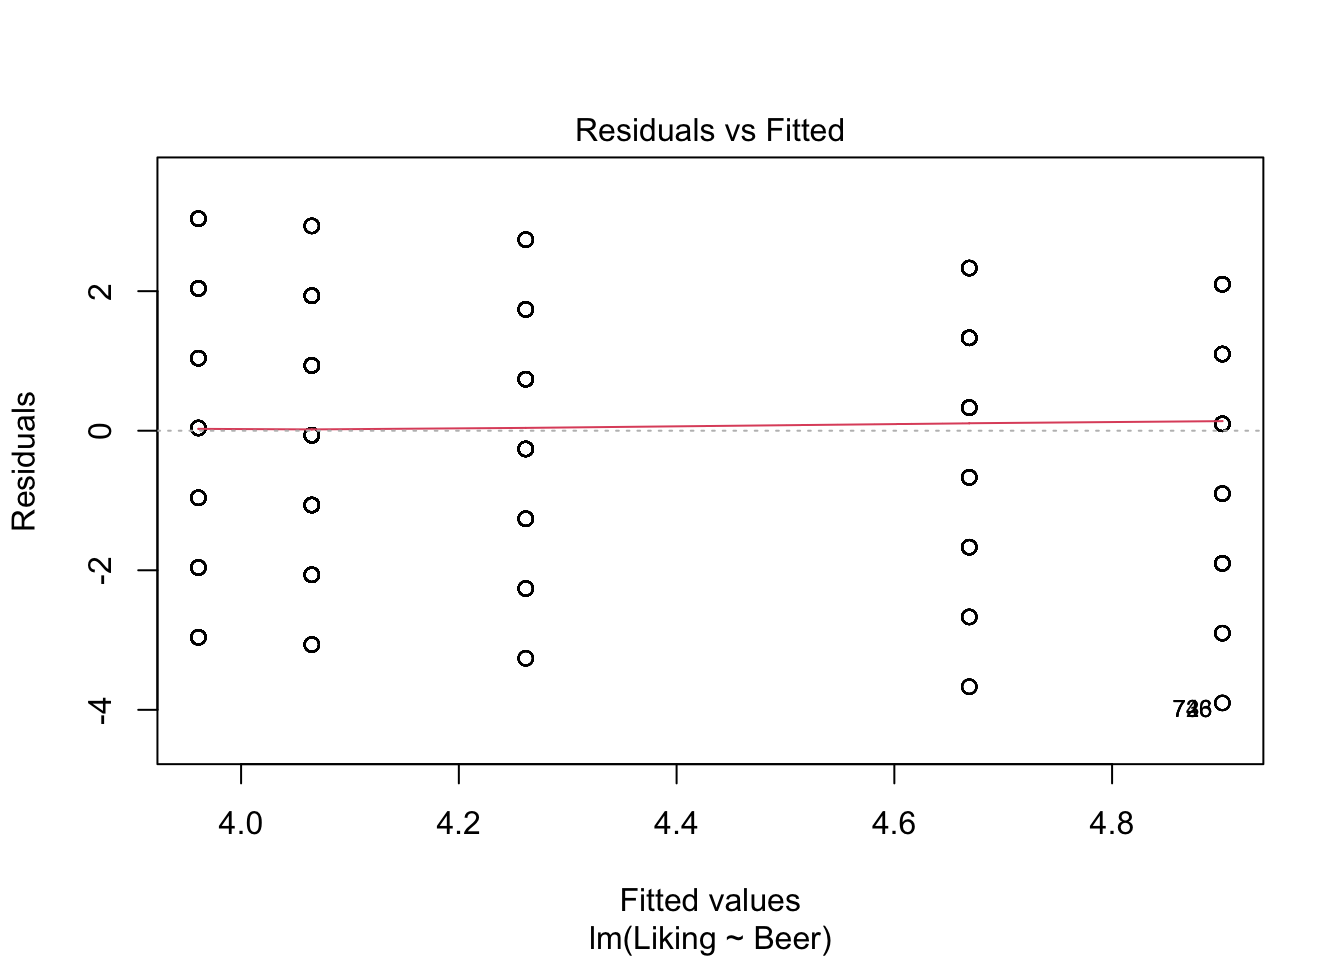 Residuals vs Fitted
Residuals
2
0
-2
-4
4.0 4.2 4.4 4.6 4.8
Fitted values
lm(Liking ~ Beer)